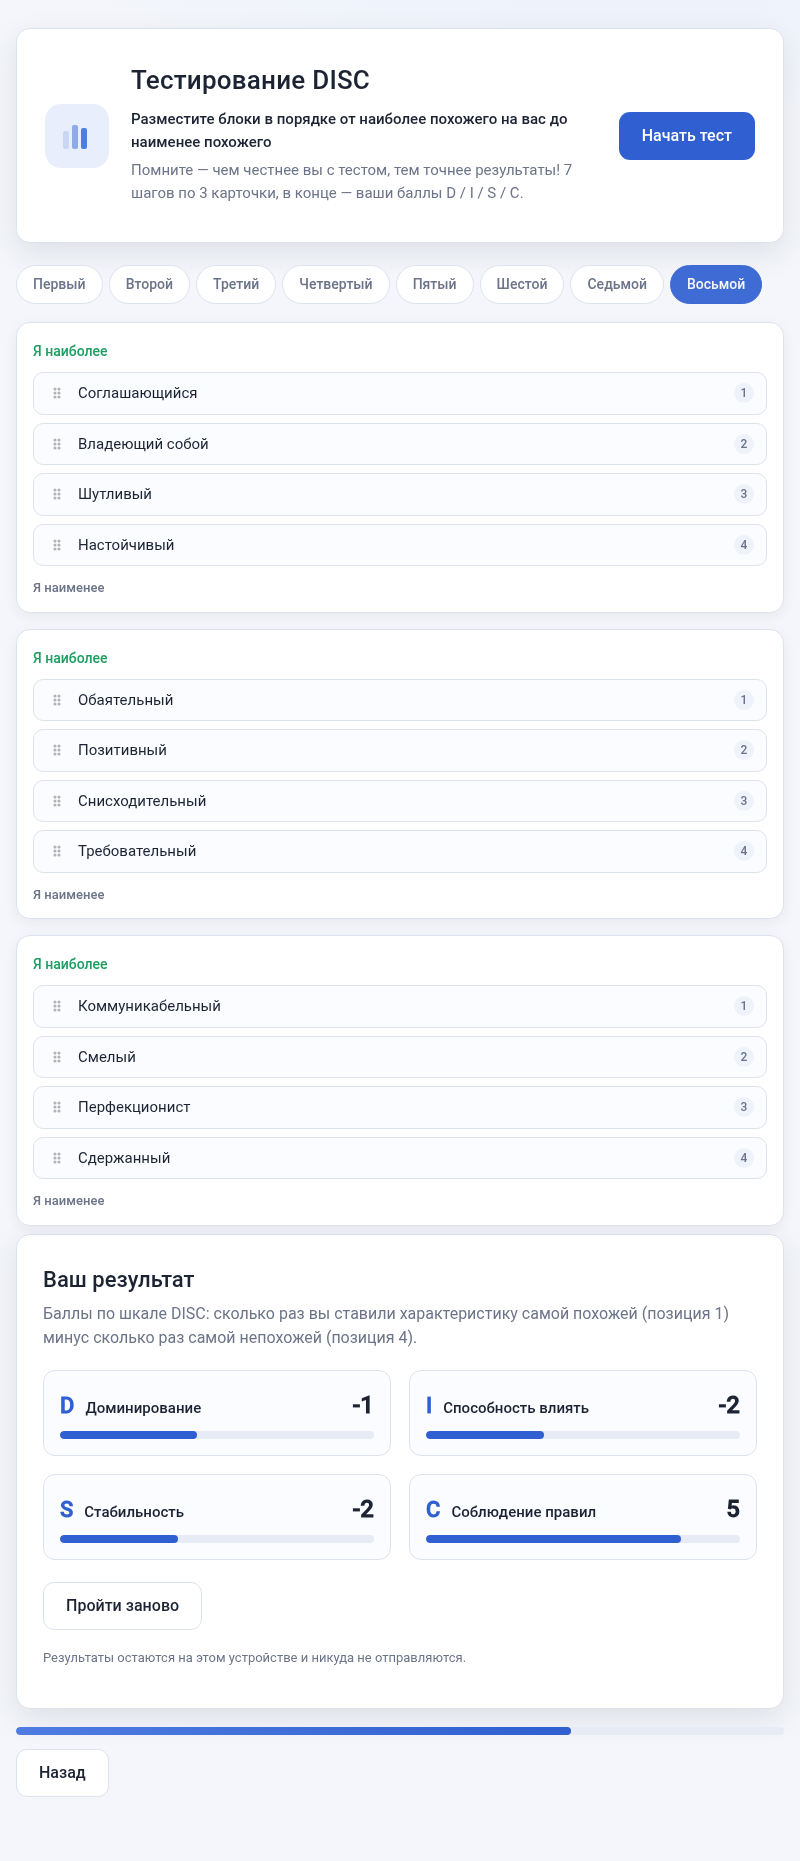 Тестирование DISC
Разместите блоки в порядке от наиболее похожего на вас до
наименее похожего
Помните — чем честнее вы с тестом, тем точнее результаты! 7
шагов по 3 карточки, в конце — ваши баллы D / I / S / C.
Начать тест
Первый
Второй
Третий
Четвертый
Пятый
Шестой
Седьмой
Восьмой
Я наиболее
Соглашающийся 1
Владеющий собой 2
Шутливый 3
Настойчивый 4
Я наименее
Я наиболее
Обаятельный 1
Позитивный 2
Снисходительный 3
Требовательный 4
Я наименее
Я наиболее
Коммуникабельный 1
Смелый 2
Перфекционист 3
Сдержанный 4
Я наименее
Ваш результат
Баллы по шкале DISC: сколько раз вы ставили характеристику самой похожей (позиция 1)
минус сколько раз самой непохожей (позиция 4).
D Доминирование -1
I Способность влиять -2
S Стабильность -2
C Соблюдение правил 5
Пройти заново
Результаты остаются на этом устройстве и никуда не отправляются.
Назад